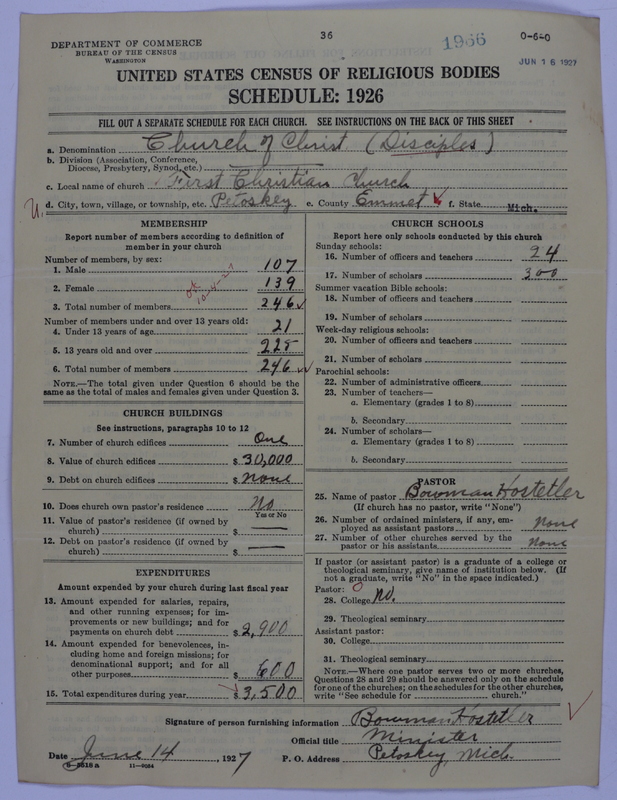 36
1966
0-6-0
DEPARTMENT OF COMMERCE
BUREAU OF THE CENSUS
WASHINGTON
JUN 16 1927
UNITED STATES CENSUS OF RELIGIOUS BODIES
SCHEDULE: 1926
FILL OUT A SEPARATE SCHEDULE FOR EACH CHURCH. SEE INSTRUCTIONS ON THE BACK OF THIS SHEET
a. Denomination Church of Christ (Disciples)
b. Division (Association, Conference,
Diocese, Presbytery, Synod, etc.)
c. Local name of church First Christian Church
U. d. City, town, village, or township, etc. Petoskey e. County Emmet f. State Mich.
MEMBERSHIP
Report number of members according to definition of
member in your church
Number of members, by sex:
1. Male 107
2. Female 139
3. Total number of members 246
OK 10-4-27
Number of members under and over 13 years old:
4. Under 13 years of age 21
5. 13 years old and over 225
6. Total number of members 246
NOTE.—The total given under Question 6 should be the
same as the total of males and females given under Question 3.
CHURCH BUILDINGS
See instructions, paragraphs 10 to 12
7. Number of church edifices One
8. Value of church edifices $ 30,000
9. Debt on church edifices $ None
10. Does church own pastor's residence No
Yes or No
11. Value of pastor's residence (if owned by
church) $ —
12. Debt on pastor's residence (if owned by
church) $ —
EXPENDITURES
Amount expended by your church during last fiscal year
13. Amount expended for salaries, repairs,
and other running expenses; for im-
provements or new buildings; and for
payments on church debt $ 2,900
14. Amount expended for benevolences, in-
cluding home and foreign missions; for
denominational support; and for all
other purposes $ 600
15. Total expenditures during year $ 3,500
CHURCH SCHOOLS
Report here only schools conducted by this church
Sunday schools:
16. Number of officers and teachers 24
17. Number of scholars 300
Summer vacation Bible schools:
18. Number of officers and teachers
19. Number of scholars
Week-day religious schools:
20. Number of officers and teachers
21. Number of scholars
Parochial schools:
22. Number of administrative officers
23. Number of teachers—
a. Elementary (grades 1 to 8)
b. Secondary
24. Number of scholars—
a. Elementary (grades 1 to 8)
b. Secondary
PASTOR
25. Name of pastor Bowman Hostetler
(If church has no pastor, write "None")
26. Number of ordained ministers, if any, em-
ployed as assistant pastors none
27. Number of other churches served by the
pastor or his assistants None
If pastor (or assistant pastor) is a graduate of a college or
theological seminary, give name of institution below. (If
not a graduate, write "No" in the space indicated.)
Pastor: O
28. College No.
29. Theological seminary
Assistant pastor:
30. College
31. Theological seminary
NOTE.—Where one pastor serves two or more churches,
Questions 28 and 29 should be answered only on the schedule
for one of the churches; on the schedules for the other churches,
write "See schedule for church."
Signature of person furnishing information Bowman Hostetler
Official title Minister
Date June 14, 1927 P. O. Address Petoskey, Mich.
11-9054